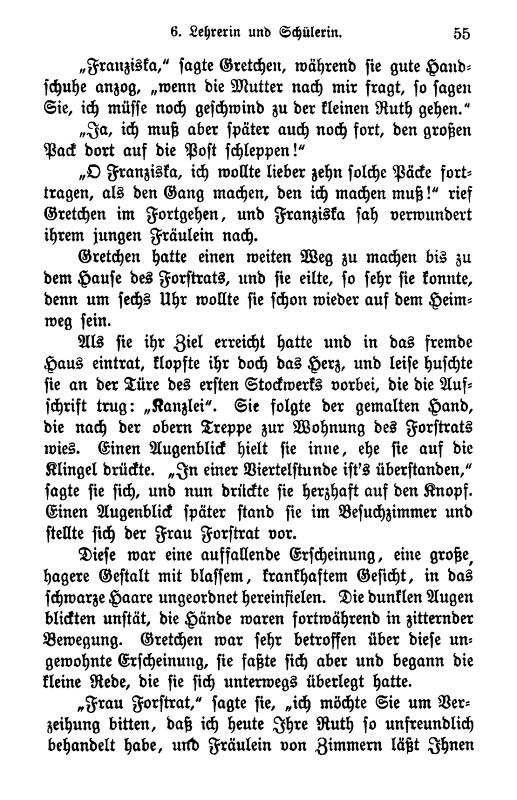 6. Lehrerin und Schülerin. 55
„Franziska,“ sagte Gretchen, während sie gute Hand-
schuhe anzog, „wenn die Mutter nach mir fragt, so sagen
Sie, ich müsse noch geschwind zu der kleinen Ruth gehen.“
„Ja, ich muß aber später auch noch fort, den großen
Pack dort auf die Post schleppen!“
„O Franziska, ich wollte lieber zehn solche Päcke fort-
tragen, als den Gang machen, den ich machen muß!“ rief
Gretchen im Fortgehen, und Franziska sah verwundert
ihrem jungen Fräulein nach.
Gretchen hatte einen weiten Weg zu machen bis zu
dem Hause des Forstrats, und sie eilte, so sehr sie konnte,
denn um sechs Uhr wollte sie schon wieder auf dem Heim-
weg sein.
Als sie ihr Ziel erreicht hatte und in das fremde
Haus eintrat, klopfte ihr doch das Herz, und leise huschte
sie an der Türe des ersten Stockwerks vorbei, die die Auf-
schrift trug: „Kanzlei“. Sie folgte der gemalten Hand,
die nach der obern Treppe zur Wohnung des Forstrats
wies. Einen Augenblick hielt sie inne, ehe sie auf die
Klingel drückte. „In einer Viertelstunde ist's überstanden,“
sagte sie sich, und nun drückte sie herzhaft auf den Knopf.
Einen Augenblick später stand sie im Besuchzimmer und
stellte sich der Frau Forstrat vor.
Diese war eine auffallende Erscheinung, eine große,
hagere Gestalt mit blassem, krankhaftem Gesicht, in das
schwarze Haare ungeordnet hereinfielen. Die dunklen Augen
blickten unstät, die Hände waren fortwährend in zitternder
Bewegung. Gretchen war sehr betroffen über diese un-
gewohnte Erscheinung, sie faßte sich aber und begann die
kleine Rede, die sie sich unterwegs überlegt hatte.
„Frau Forstrat,“ sagte sie, „ich möchte Sie um Ver-
zeihung bitten, daß ich heute Ihre Ruth so unfreundlich
behandelt habe, und Fräulein von Zimmern läßt Ihnen